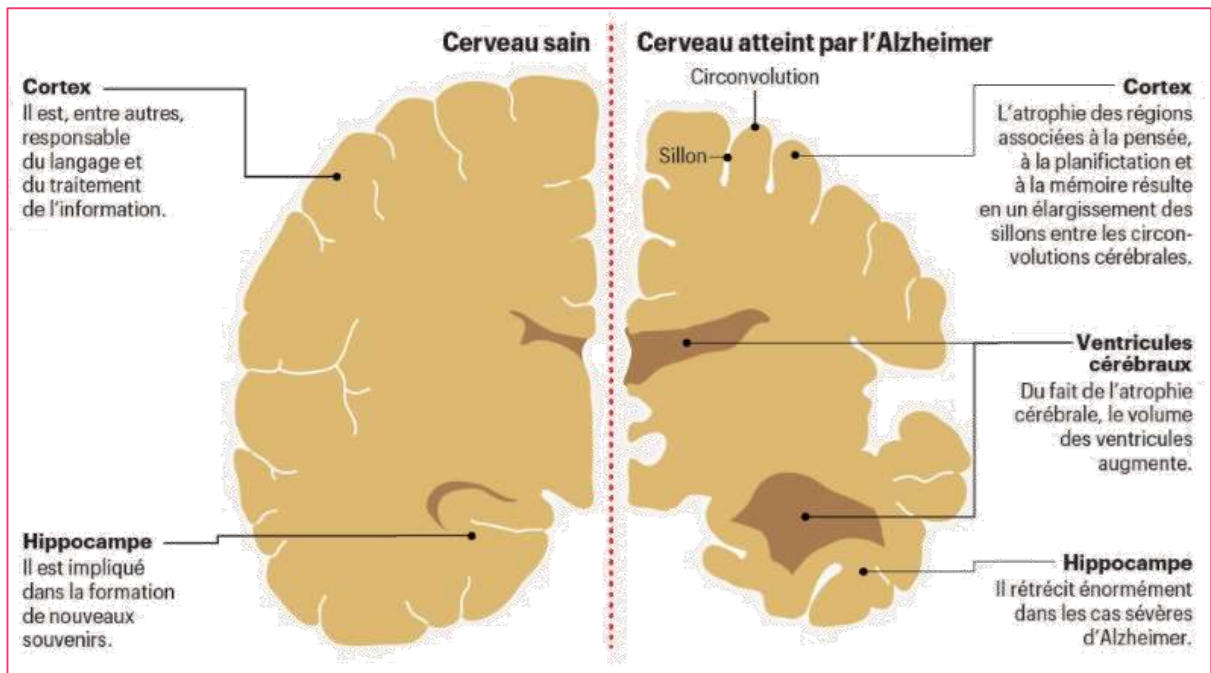 Cerveau sain
Cerveau atteint par l'Alzheimer
Cortex
Il est, entre autres,
responsable
du langage et
du traitement
de l'information.
Hippocampe
Il est impliqué
dans la formation
de nouveaux
souvenirs.
Circonvolution
Sillon
Cortex
L'atrophie des régions
associées à la pensée,
à la planifictation et
à la mémoire résulte
en un élargissement des
sillons entre les circon-
volutions cérébrales.
Ventricules
cérébraux
Du fait de l'atrophie
cérébrale, le volume
des ventricules
augmente.
Hippocampe
Il rétrécit énormément
dans les cas sévères
d'Alzheimer.